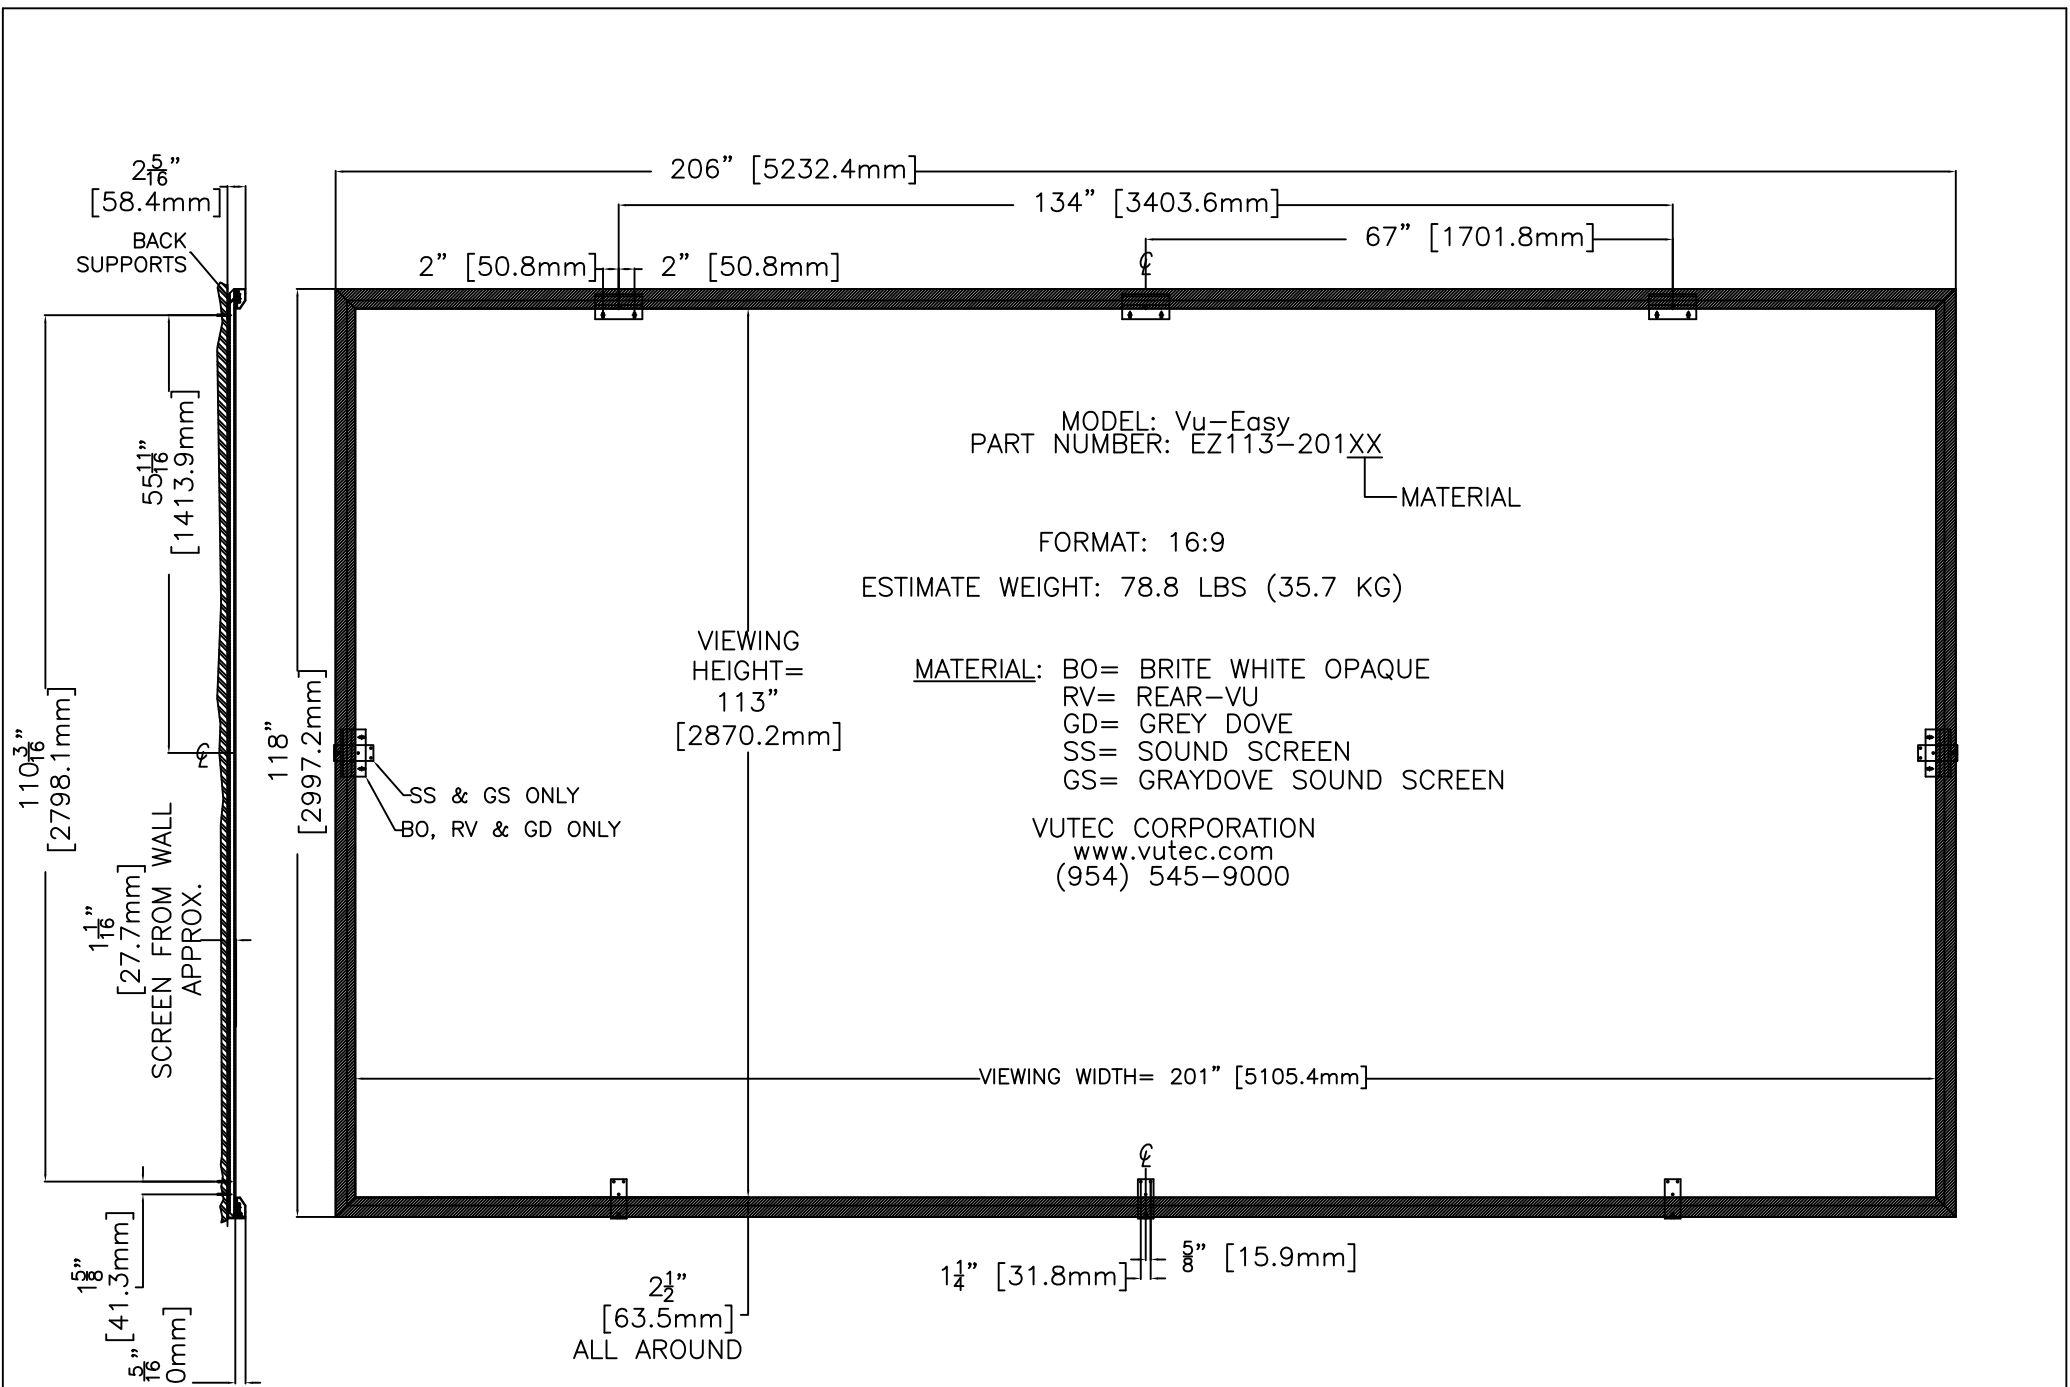 206” [5232.4mm]
134” [3403.6mm]
67” [1701.8mm]
2” [50.8mm]
2” [50.8mm]
℄
2 5/16”
[58.4mm]
BACK
SUPPORTS
55 11/16”
[1413.9mm]
110 3/16”
[2798.1mm]
℄
118”
[2997.2mm]
1 1/16”
[27.7mm]
SCREEN FROM WALL
APPROX.
1 5/8”
[41.3mm]
MODEL: Vu-Easy
PART NUMBER: EZ113-201XX
MATERIAL
FORMAT: 16:9
ESTIMATE WEIGHT: 78.8 LBS (35.7 KG)
VIEWING
HEIGHT=
113”
[2870.2mm]
MATERIAL: BO= BRITE WHITE OPAQUE
RV= REAR-VU
GD= GREY DOVE
SS= SOUND SCREEN
GS= GRAYDOVE SOUND SCREEN
SS & GS ONLY
BO, RV & GD ONLY
VUTEC CORPORATION
www.vutec.com
(954) 545-9000
VIEWING WIDTH= 201” [5105.4mm]
℄
1 1/4” [31.8mm]
5/8” [15.9mm]
2 1/2”
[63.5mm]
ALL AROUND
5/16”
0mm]